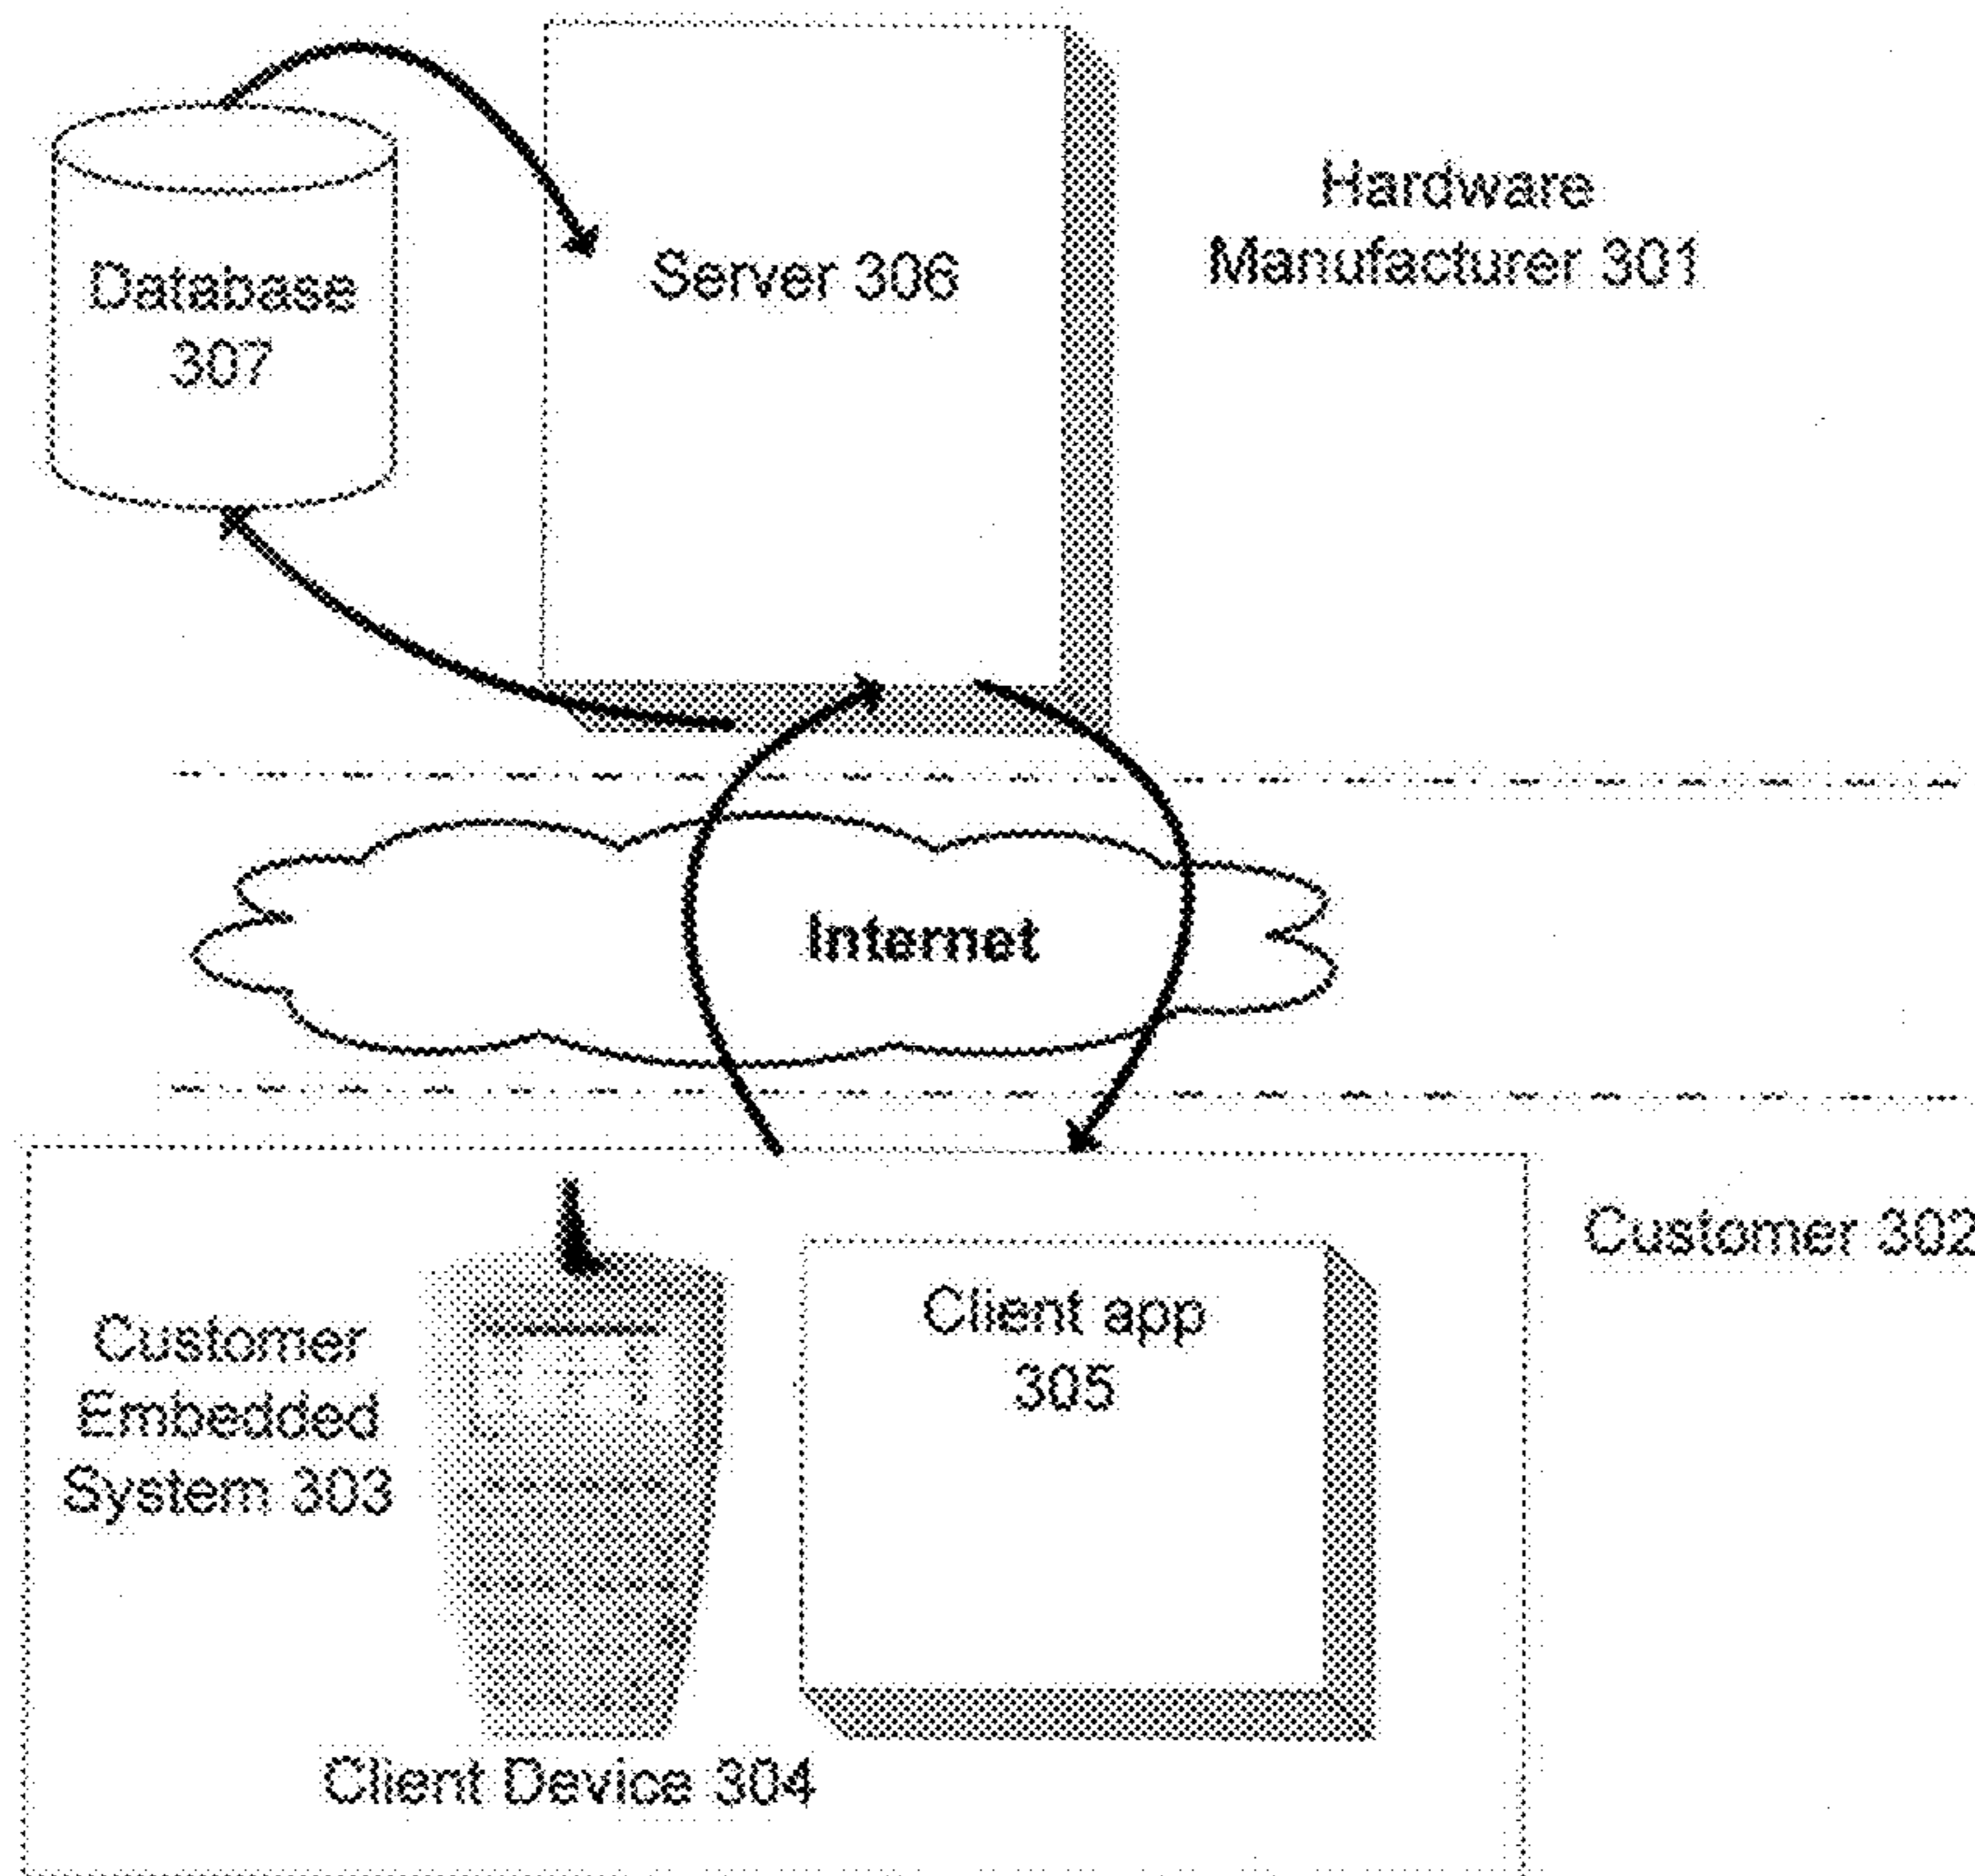 Hardware
Manufacturer 301
Server 306
Database
307
Internet
Customer 302
Client app
305
Customer
Embedded
System 303
Client Device 304